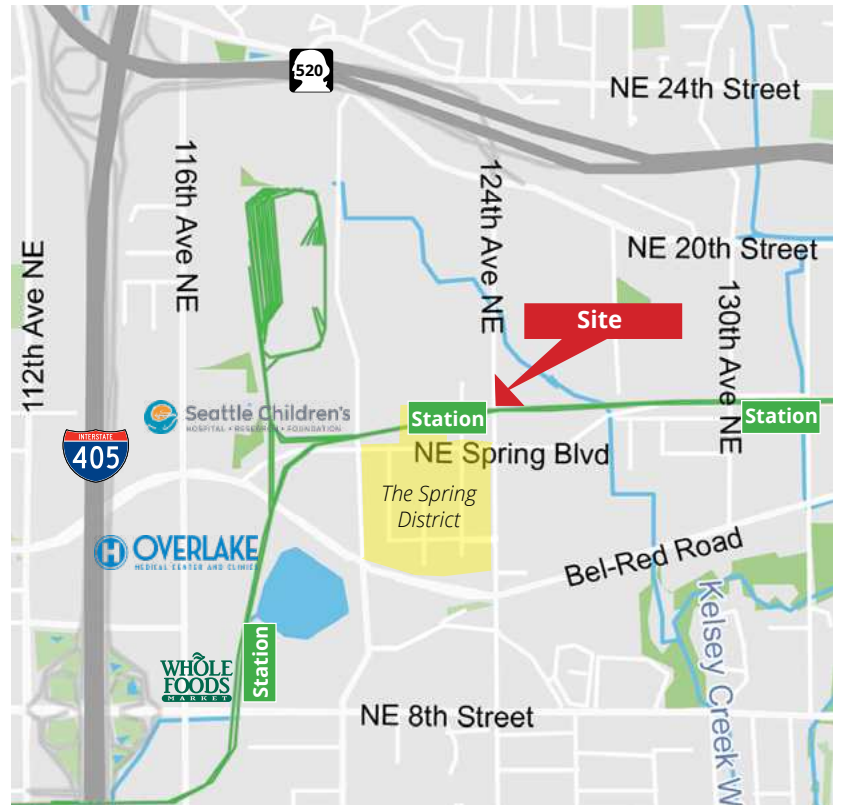 520
NE 24th Street
116th Ave NE
124th Ave NE
112th Ave NE
NE 20th Street
130th Ave NE
Site
Seattle Children's
HOSPITAL • RESEARCH • FOUNDATION
Station
Station
INTERSTATE
405
NE Spring Blvd
The Spring
District
H OVERLAKE
MEDICAL CENTER AND CLINICS
Bel-Red Road
Kelsey Creek W
Station
WHOLE
FOODS
MARKET
NE 8th Street